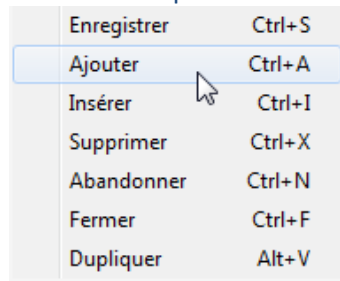 Enregistrer Ctrl+S
Ajouter Ctrl+A
Insérer Ctrl+I
Supprimer Ctrl+X
Abandonner Ctrl+N
Fermer Ctrl+F
Dupliquer Alt+V